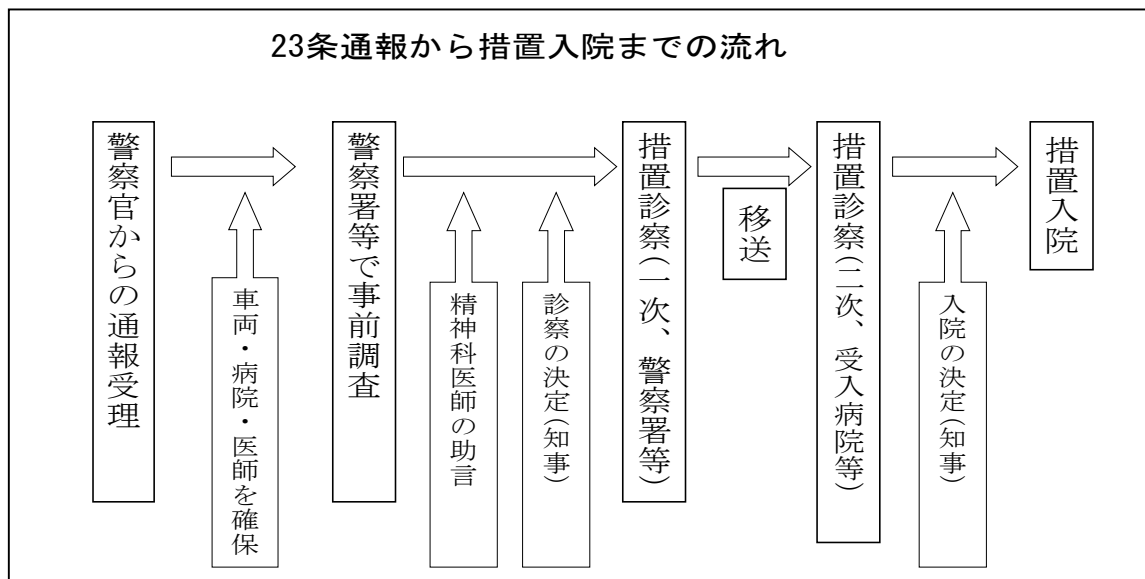 23条通報から措置入院までの流れ
警察官からの通報受理
車両・病院・医師を確保
警察署等で事前調査
精神科医師の助言
診察の決定(知事)
措置診察(一次、警察署等)
移送
措置診察(二次、受入病院等)
入院の決定(知事)
措置入院